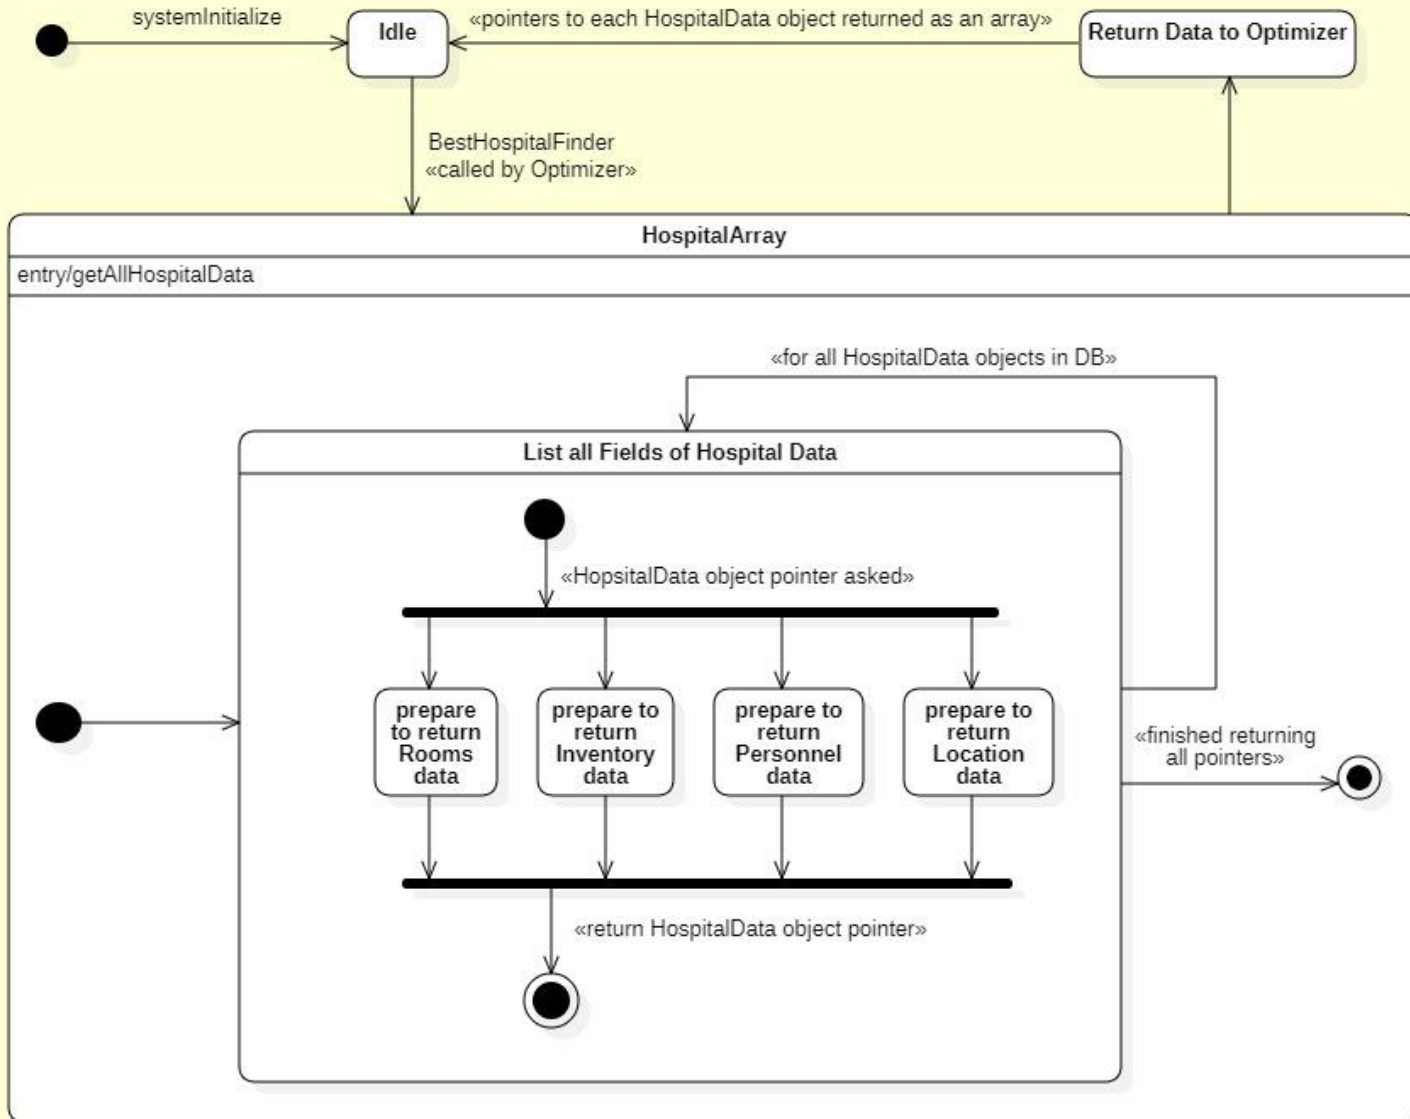 systemInitialize
Idle
«pointers to each HospitalData object returned as an array»
Return Data to Optimizer
BestHospitalFinder
«called by Optimizer»
HospitalArray
entry/getAllHospitalData
«for all HospitalData objects in DB»
List all Fields of Hospital Data
«HopsitalData object pointer asked»
prepare
to return
Rooms
data
prepare to
return
Inventory
data
prepare to
return
Personnel
data
prepare to
return
Location
data
«finished returning
all pointers»
«return HospitalData object pointer»